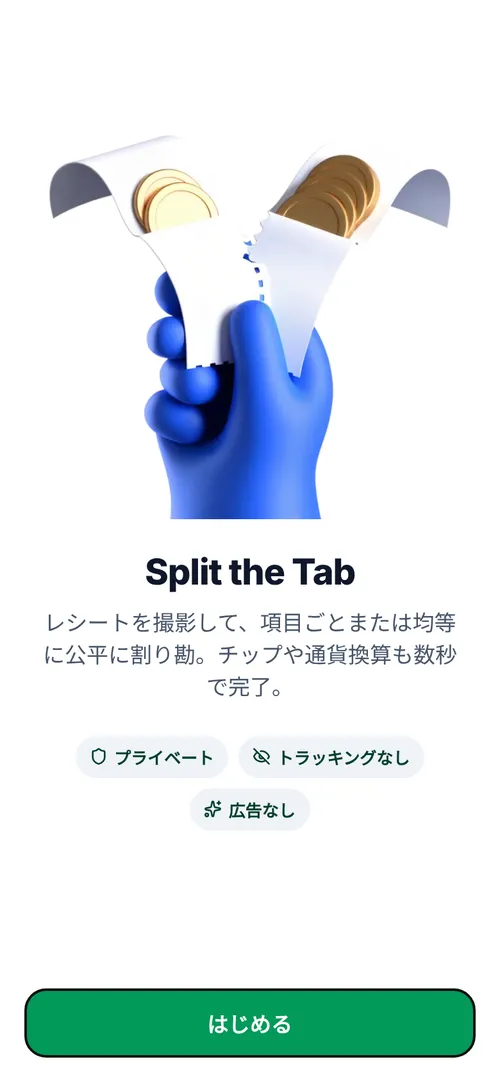 Split the Tab
レシートを撮影して、項目ごとまたは均等
に公平に割り勘。チップや通貨換算も数秒
で完了。
プライベート
トラッキングなし
広告なし
はじめる